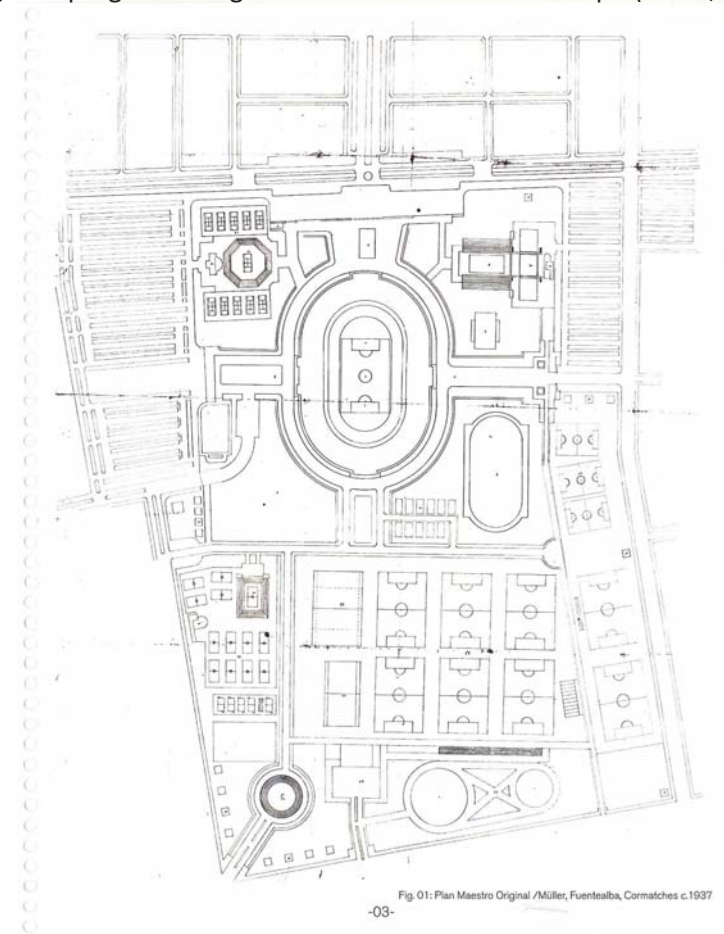 Fig. 01: Plan Maestro Original /Müller, Fuentealba, Cormatches c.1937
-03-